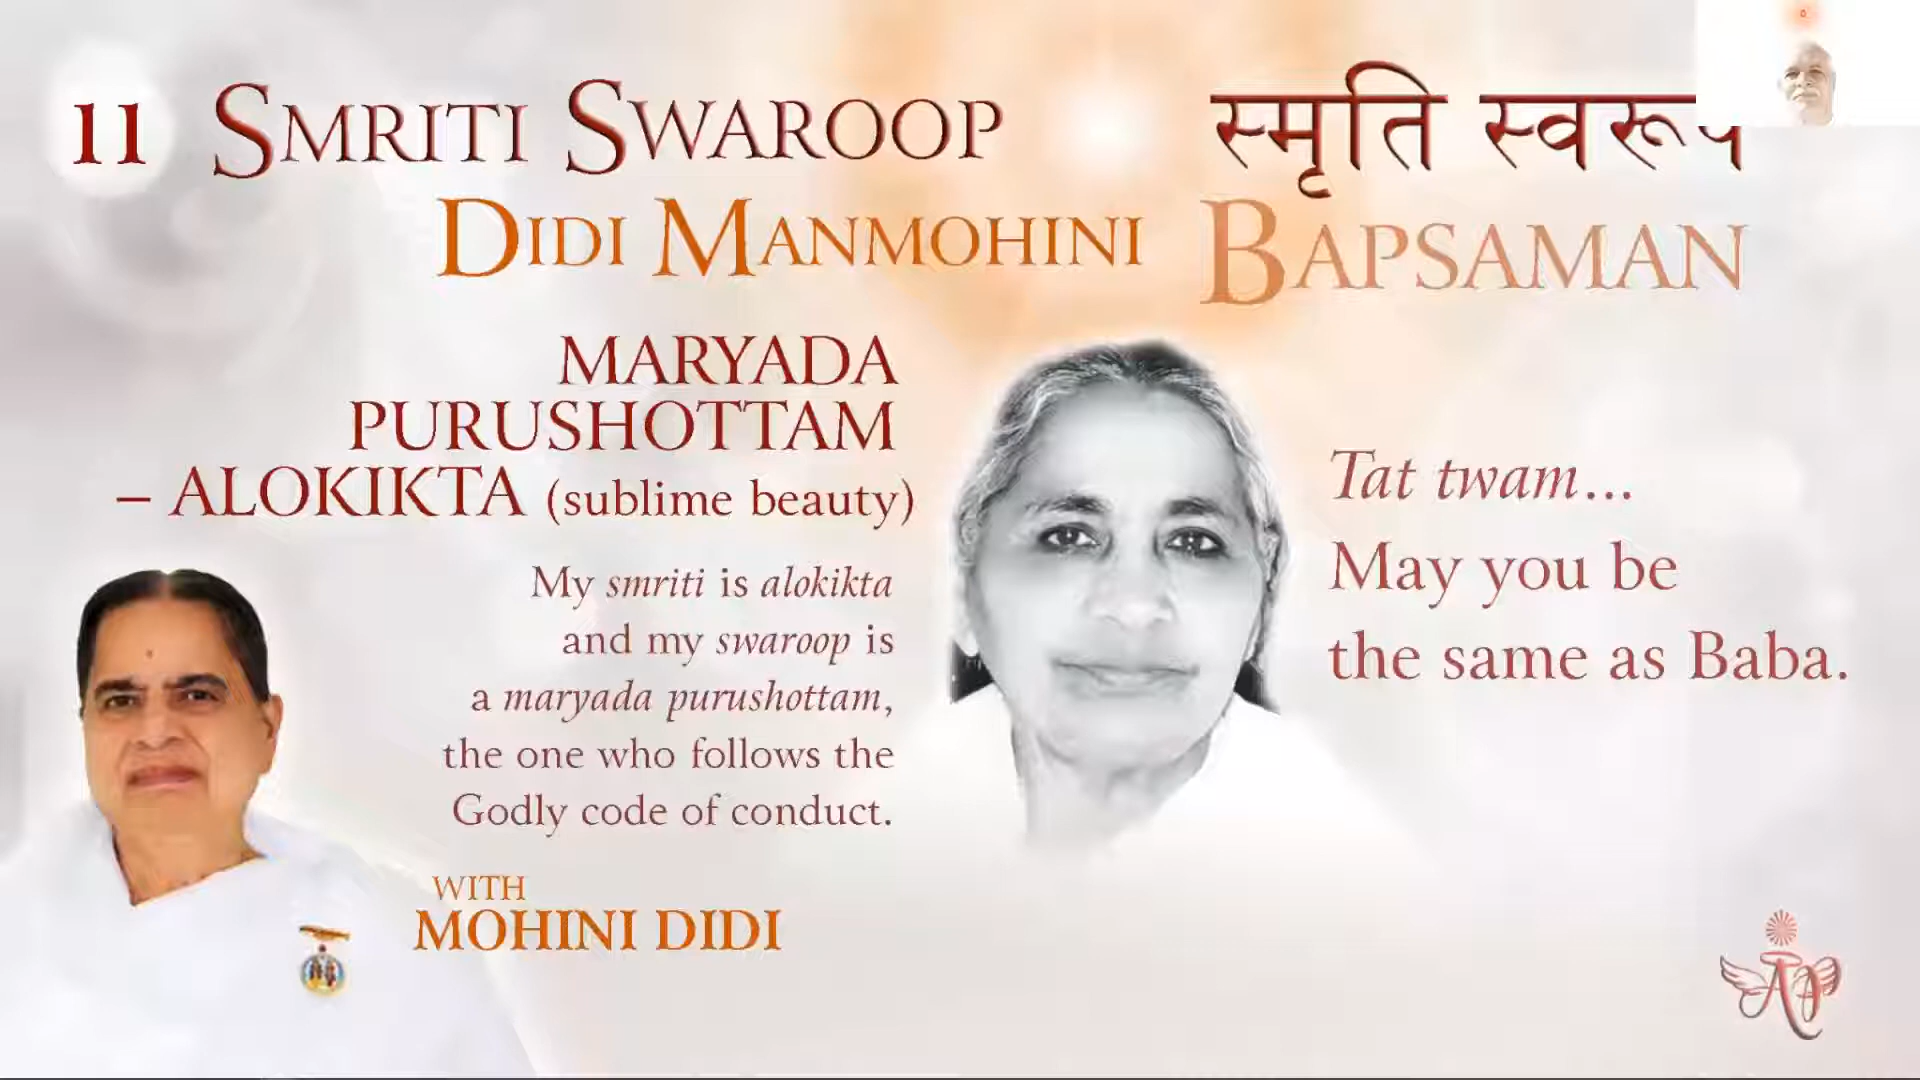 11 SMRITI SWAROOP
स्मृति
DIDI MANMOHINI
BAPSAMAN
MARYADA
PURUSHOTTAM
– ALOKIKTA (sublime beauty)
My smriti is alokikta
and my swaroop is
a maryada purushottam,
the one who follows the
Godly code of conduct.
WITH
MOHINI DIDI
Tat twam...
May you be
the same as Baba.